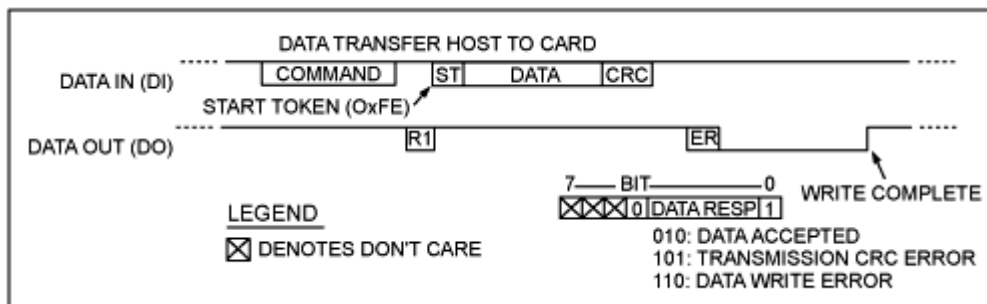 DATA TRANSFER HOST TO CARD
DATA IN (DI)
COMMAND
ST
DATA
CRC
START TOKEN (OxFE)
DATA OUT (DO)
R1
ER
7 BIT 0
0 DATA RESP 1
WRITE COMPLETE
LEGEND
DENOTES DON'T CARE
010: DATA ACCEPTED
101: TRANSMISSION CRC ERROR
110: DATA WRITE ERROR